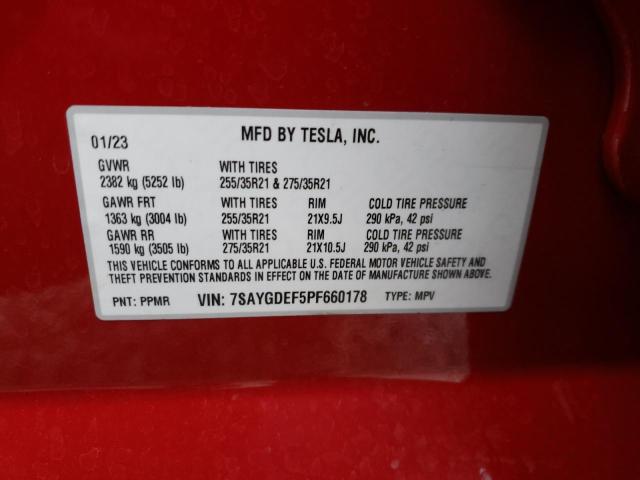 01/23 MFD BY TESLA, INC.
GVWR WITH TIRES
2382 kg (5252 lb) 255/35R21 & 275/35R21
GAWR FRT WITH TIRES RIM COLD TIRE PRESSURE
1363 kg (3004 lb) 255/35R21 21X9.5J 290 kPa, 42 psi
GAWR RR WITH TIRES RIM COLD TIRE PRESSURE
1590 kg (3505 lb) 275/35R21 21X10.5J 290 kPa, 42 psi
THIS VEHICLE CONFORMS TO ALL APPLICABLE U.S. FEDERAL MOTOR VEHICLE SAFETY AND
THEFT PREVENTION STANDARDS IN EFFECT ON THE DATE OF MANUFACTURE SHOWN ABOVE.
PNT: PPMR VIN: 7SAYGDEF5PF660178 TYPE: MPV